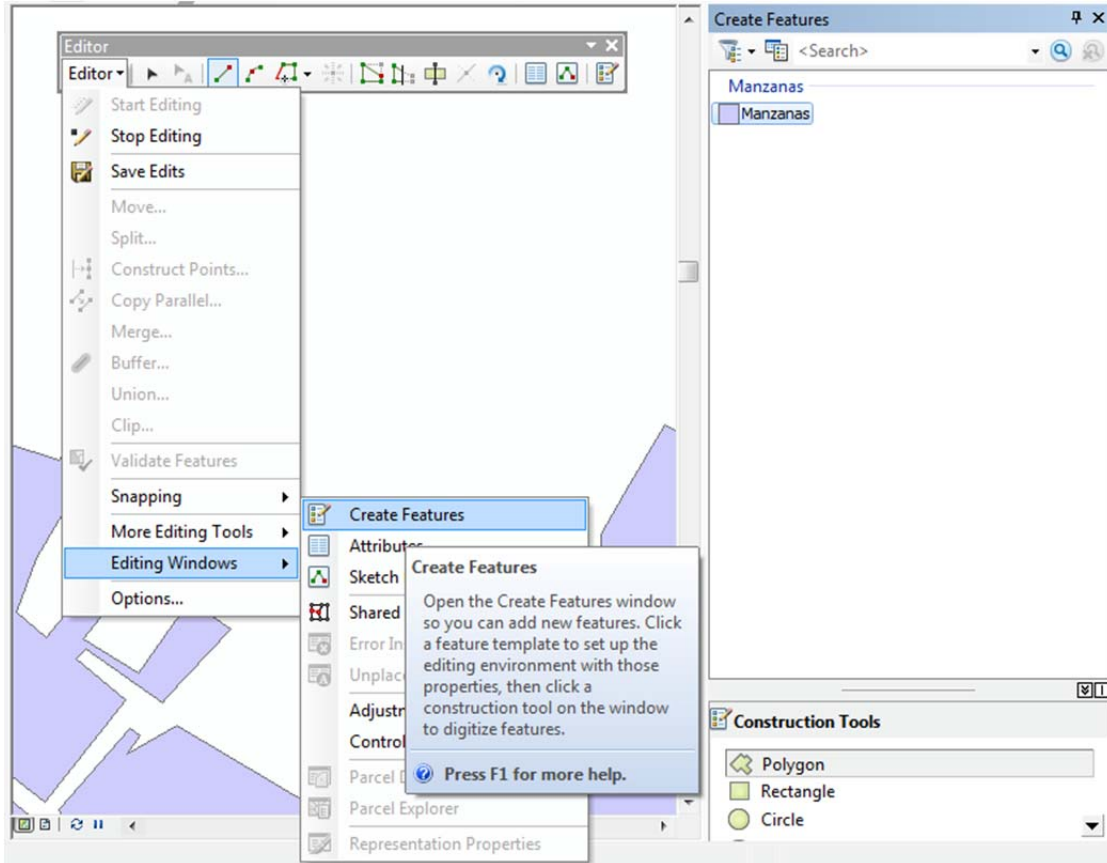 Editor
Editor
Start Editing
Stop Editing
Save Edits
Move...
Split...
Construct Points...
Copy Parallel...
Merge...
Buffer...
Union...
Clip...
Validate Features
Snapping
More Editing Tools
Editing Windows
Options...
Create Features
Sketch
Shared
Create Features
Open the Create Features window
so you can add new features. Click
a feature template to set up the
editing environment with those
properties, then click a
construction tool on the window
to digitize features.
Press F1 for more help.
Parcel
Parcel Explorer
Representation Properties
Create Features
<Search>
Manzanas
Manzanas
Construction Tools
Polygon
Rectangle
Circle